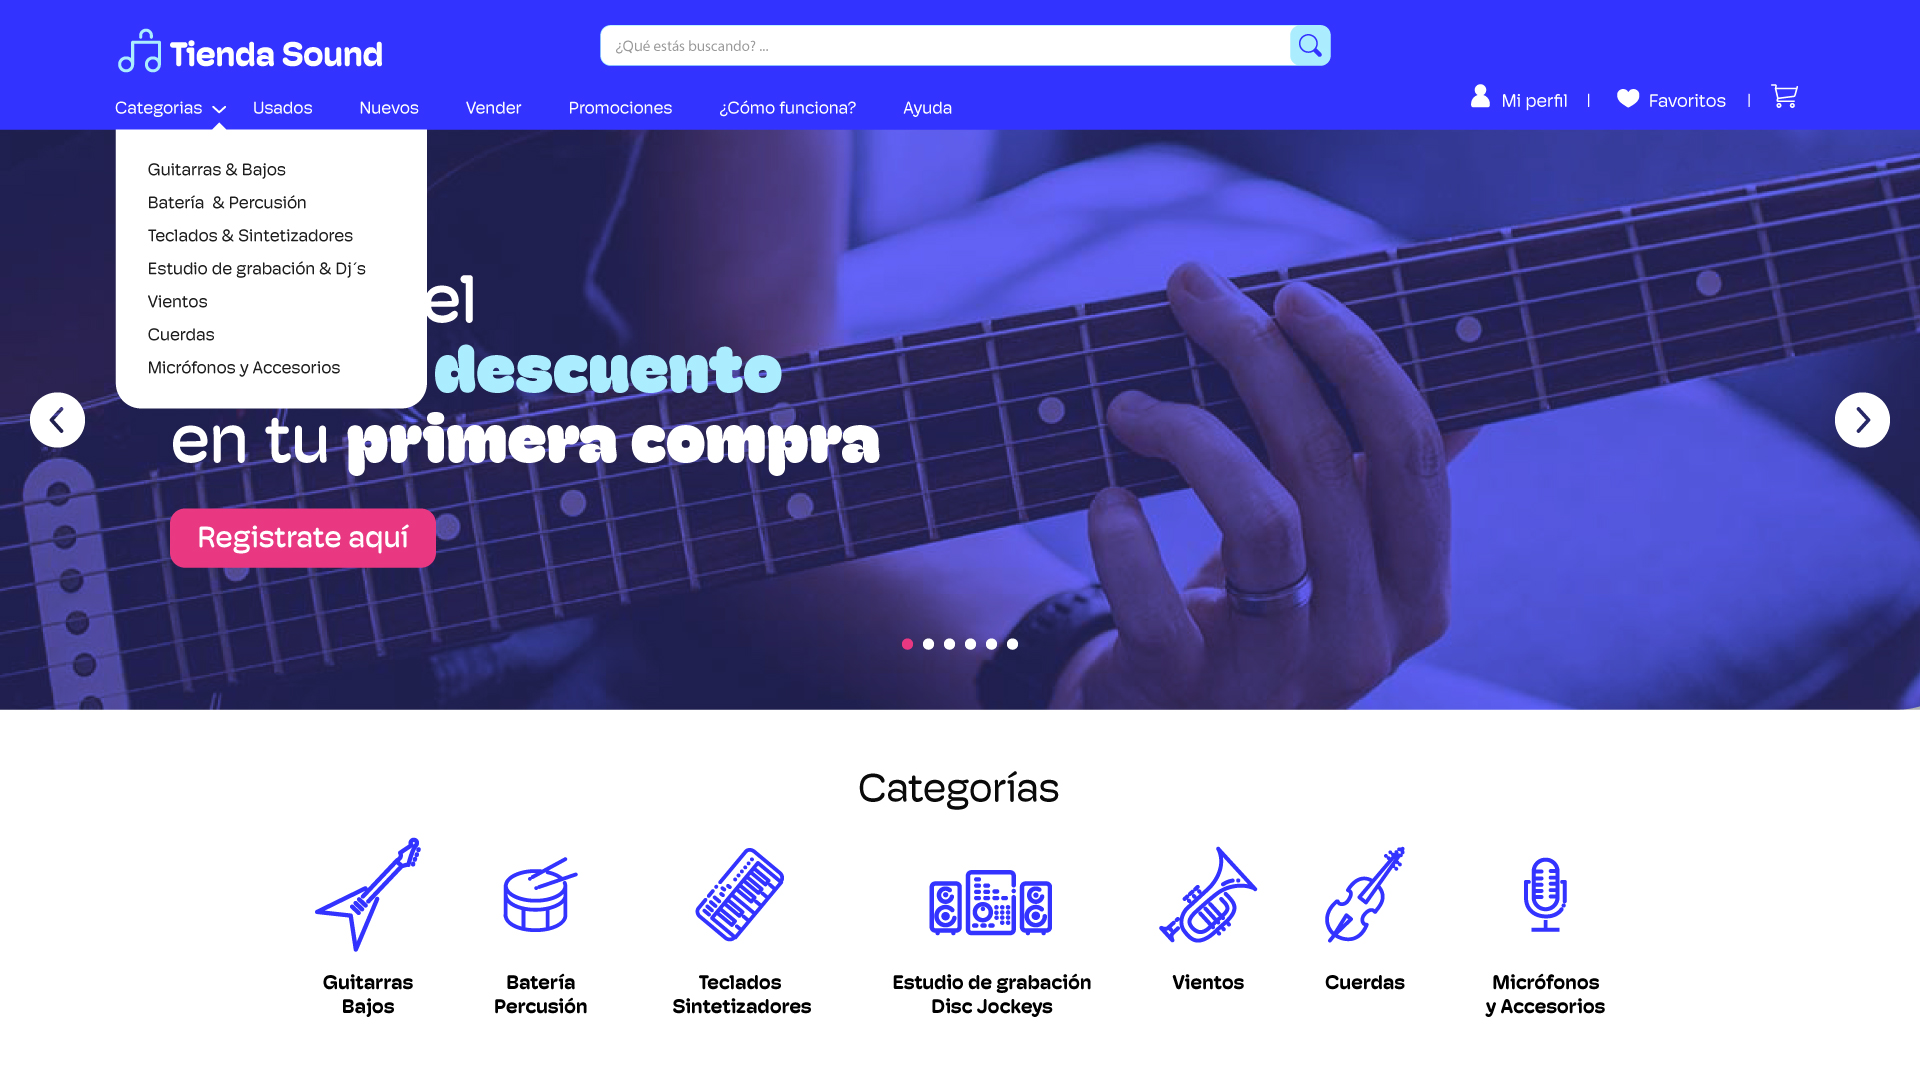 Tienda Sound
¿Qué estás buscando? ...
Categorias
Usados
Nuevos
Vender
Promociones
¿Cómo funciona?
Ayuda
Mi perfil
|
Favoritos
|
Guitarras & Bajos
Batería & Percusión
Teclados & Sintetizadores
Estudio de grabación & Dj´s
Vientos
Cuerdas
Micrófonos y Accesorios
el
descuento
en tu primera compra
Registrate aquí
Categorías
Guitarras
Bajos
Batería
Percusión
Teclados
Sintetizadores
Estudio de grabación
Disc Jockeys
Vientos
Cuerdas
Micrófonos
y Accesorios